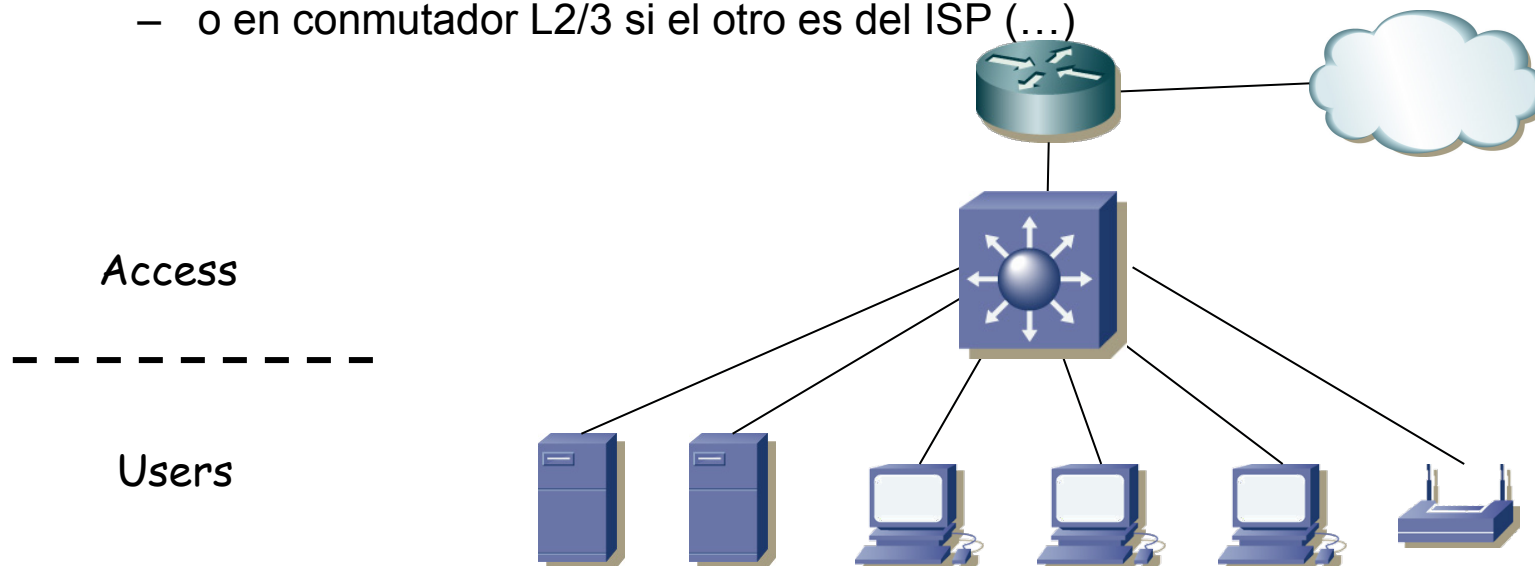 – o en conmutador L2/3 si el otro es del ISP (…)
Access
Users